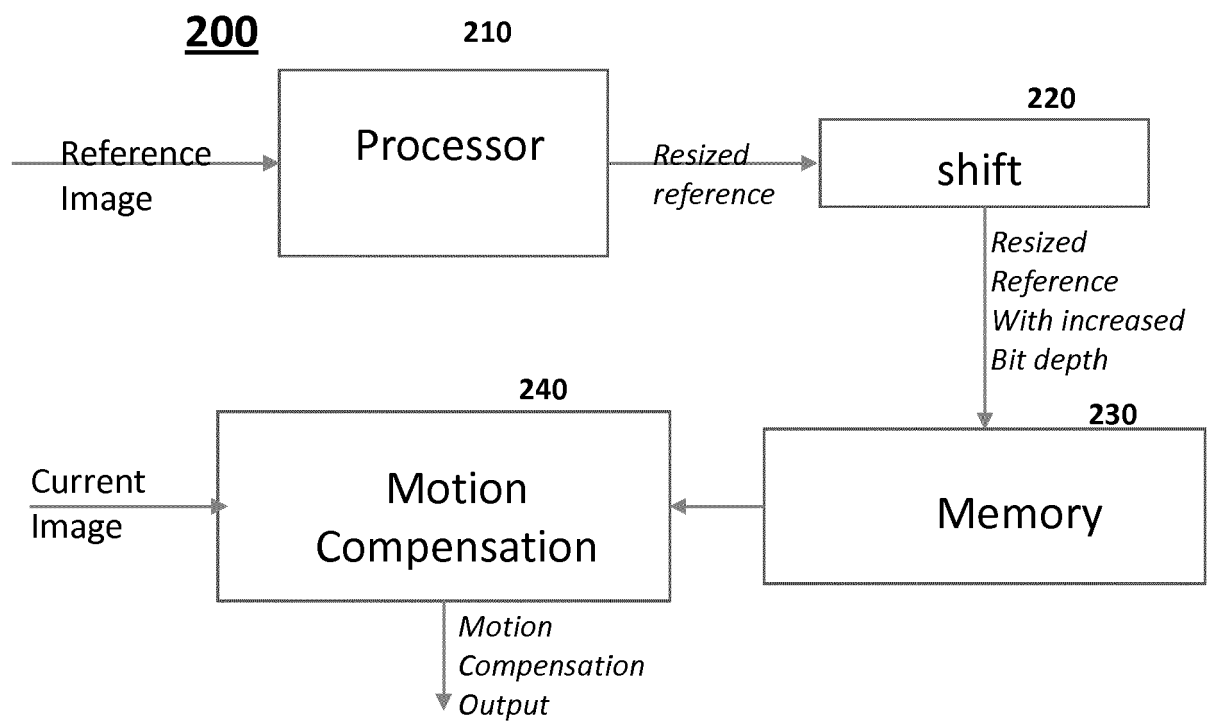 200
210
Processor
Reference
Image
Resized
reference
220
shift
Resized
Reference
With increased
Bit depth
230
Memory
240
Motion
Compensation
Current
Image
Motion
Compensation
Output